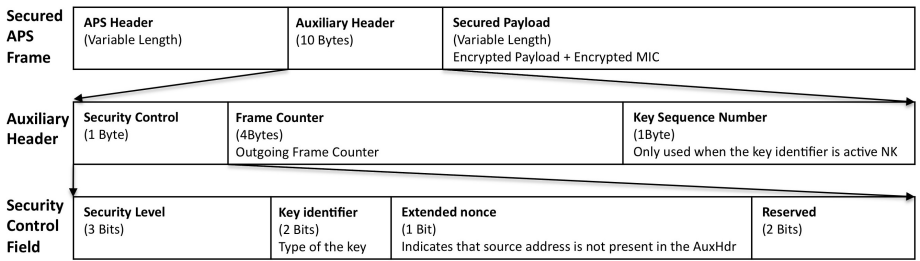 Secured
APS
Frame
APS Header
(Variable Length)
Auxiliary Header
(10 Bytes)
Secured Payload
(Variable Length)
Encrypted Payload + Encrypted MIC
Auxiliary
Header
Security Control
(1 Byte)
Frame Counter
(4Bytes)
Outgoing Frame Counter
Key Sequence Number
(1Byte)
Only used when the key identifier is active NK
Security
Control
Field
Security Level
(3 Bits)
Key identifier
(2 Bits)
Type of the key
Extended nonce
(1 Bit)
Indicates that source address is not present in the AuxHdr
Reserved
(2 Bits)